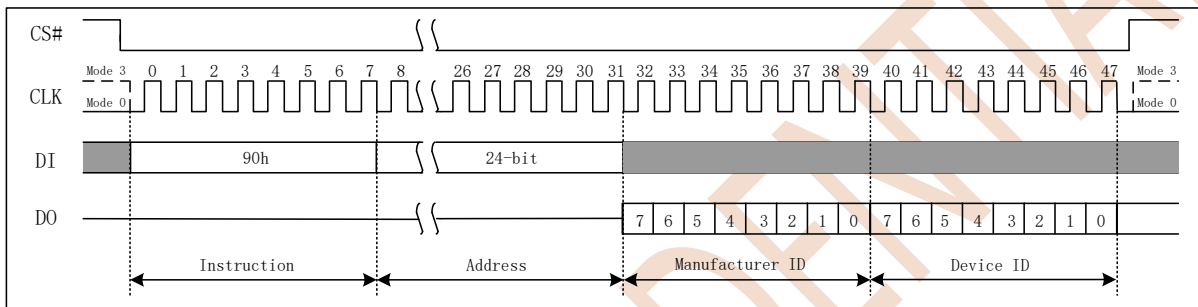 CS#
Mode 3 0 1 2 3 4 5 6 7 8 26 27 28 29 30 31 32 33 34 35 36 37 38 39 40 41 42 43 44 45 46 47 Mode 3
CLK
Mode 0 Mode 0
DI 90h 24-bit
DO 7 6 5 4 3 2 1 0 7 6 5 4 3 2 1 0
Instruction Address Manufacturer ID Device ID